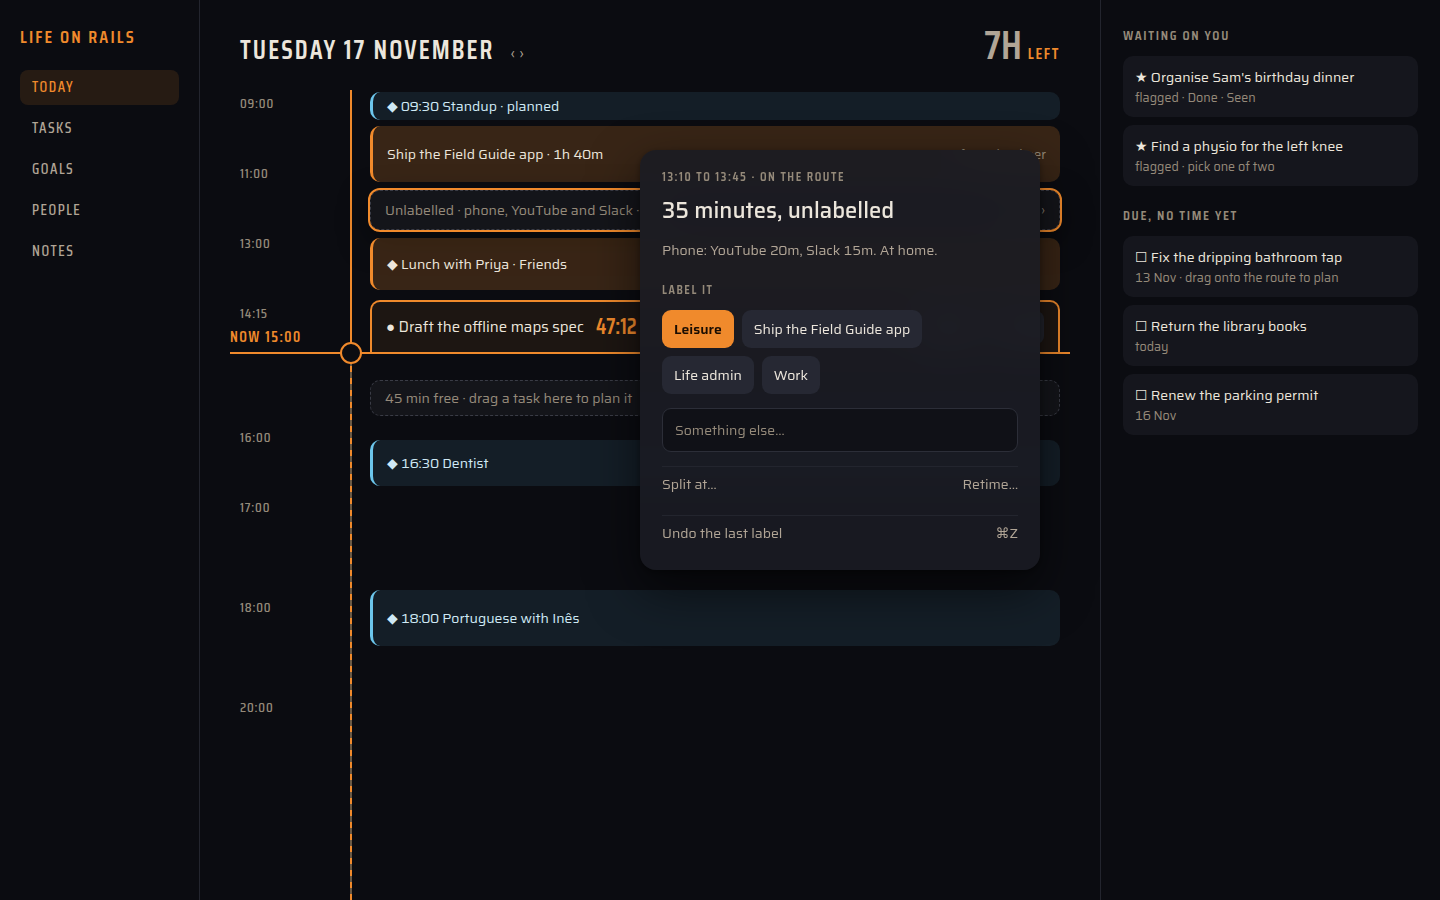 LIFE ON RAILS
TODAY
TASKS
GOALS
PEOPLE
NOTES
TUESDAY 17 NOVEMBER ‹ ›
7H LEFT
09:00
◆ 09:30 Standup · planned
Ship the Field Guide app · 1h 40m
11:00
Unlabelled · phone, YouTube and Slack ·
13:00
◆ Lunch with Priya · Friends
14:15
● Draft the offline maps spec 47:12
NOW 15:00
45 min free · drag a task here to plan it
16:00
◆ 16:30 Dentist
17:00
18:00
◆ 18:00 Portuguese with Inês
20:00
13:10 TO 13:45 · ON THE ROUTE
35 minutes, unlabelled
Phone: YouTube 20m, Slack 15m. At home.
LABEL IT
Leisure
Ship the Field Guide app
Life admin
Work
Something else...
Split at...
Retime...
Undo the last label
⌘Z
WAITING ON YOU
★ Organise Sam's birthday dinner
flagged · Done · Seen
★ Find a physio for the left knee
flagged · pick one of two
DUE, NO TIME YET
☐ Fix the dripping bathroom tap
13 Nov · drag onto the route to plan
☐ Return the library books
today
☐ Renew the parking permit
16 Nov